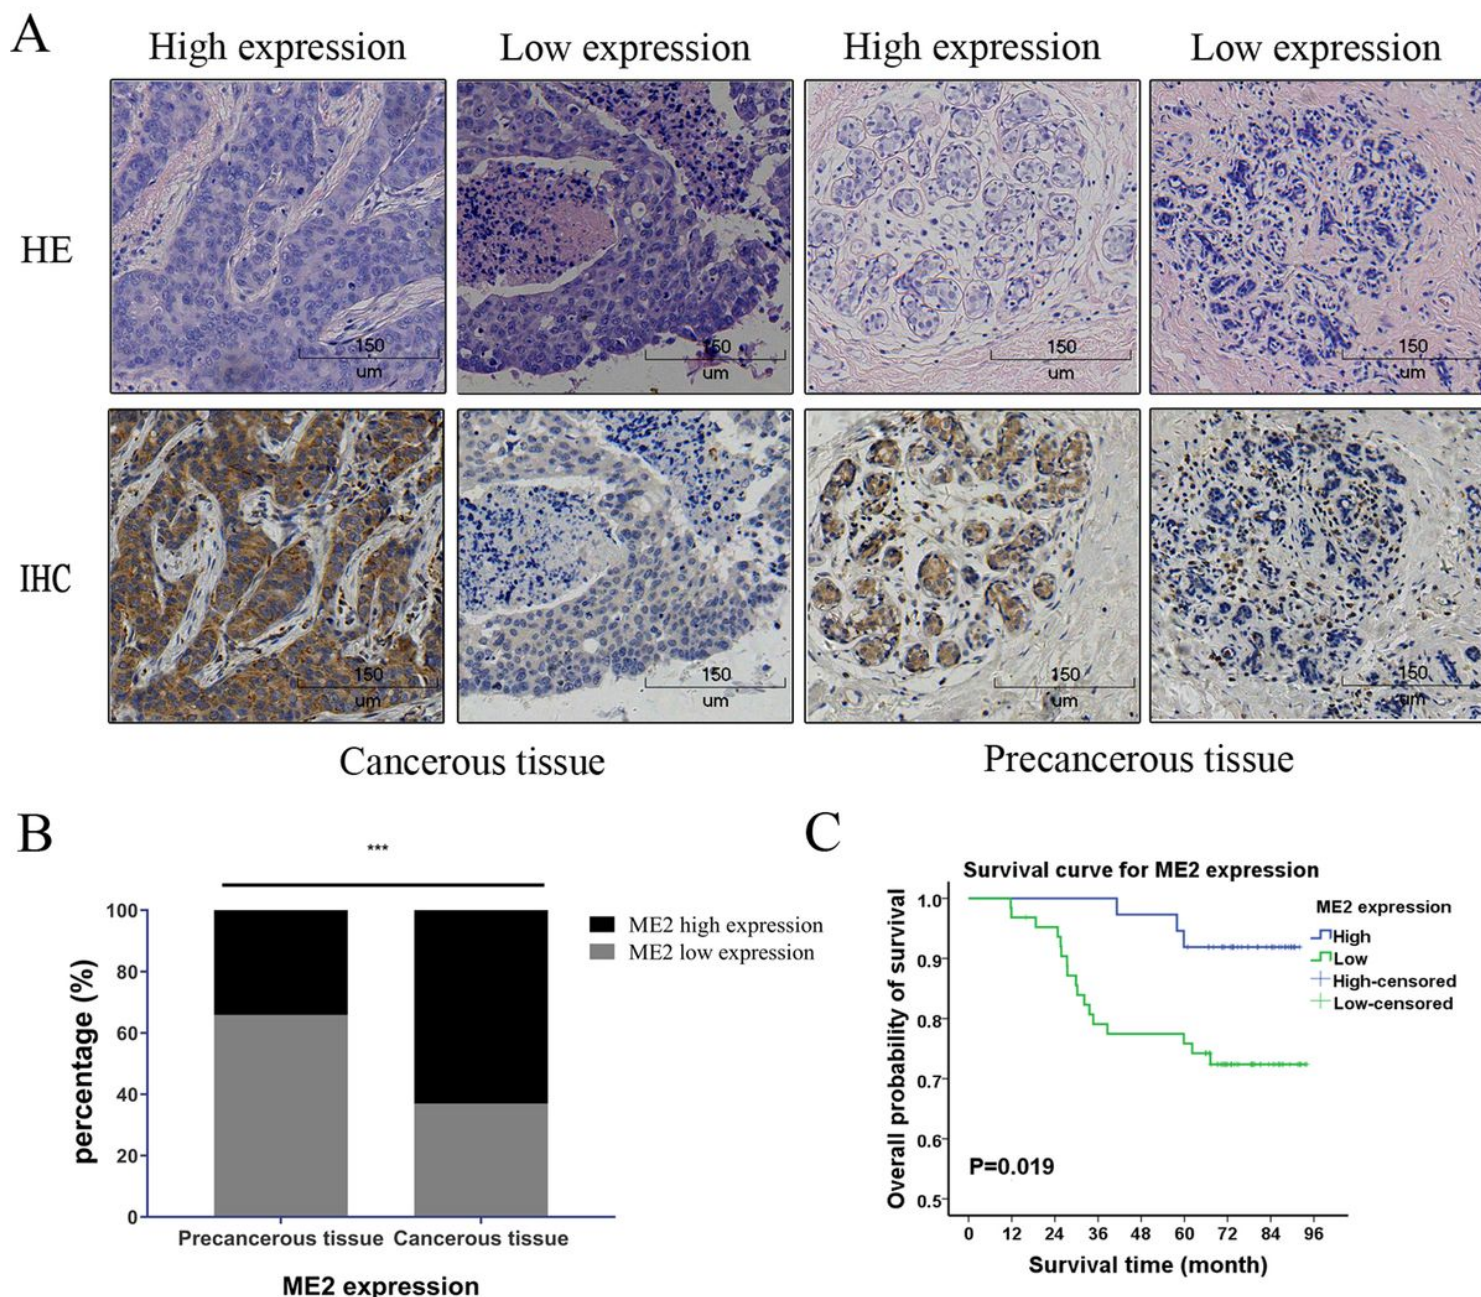 A
High expression
Low expression
High expression
Low expression
HE
150
um
150
um
150
um
150
um
IHC
150
um
150
um
150
um
150
um
Cancerous tissue
Precancerous tissue
B
***
100
80
60
40
20
0
percentage (%)
ME2 high expression
ME2 low expression
Precancerous tissue
Cancerous tissue
ME2 expression
C
Survival curve for ME2 expression
Overall probability of survival
1.0
0.9
0.8
0.7
0.6
0.5
P=0.019
0 12 24 36 48 60 72 84 96
Survival time (month)
ME2 expression
High
Low
High-censored
Low-censored